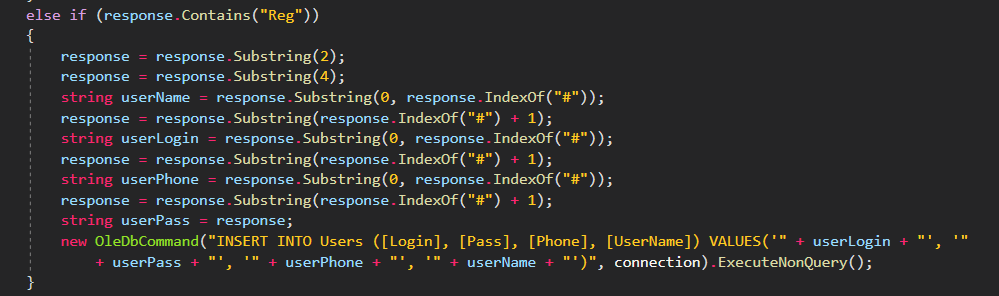 else if (response.Contains("Reg"))
{
response = response.Substring(2);
response = response.Substring(4);
string userName = response.Substring(0, response.IndexOf("#"));
response = response.Substring(response.IndexOf("#") + 1);
string userLogin = response.Substring(0, response.IndexOf("#"));
response = response.Substring(response.IndexOf("#") + 1);
string userPhone = response.Substring(0, response.IndexOf("#"));
response = response.Substring(response.IndexOf("#") + 1);
string userPass = response;
new OleDbCommand("INSERT INTO Users ([Login], [Pass], [Phone], [UserName]) VALUES('" + userLogin + "', '"
+ userPass + "', '" + userPhone + "', '" + userName + "')", connection).ExecuteNonQuery();
}